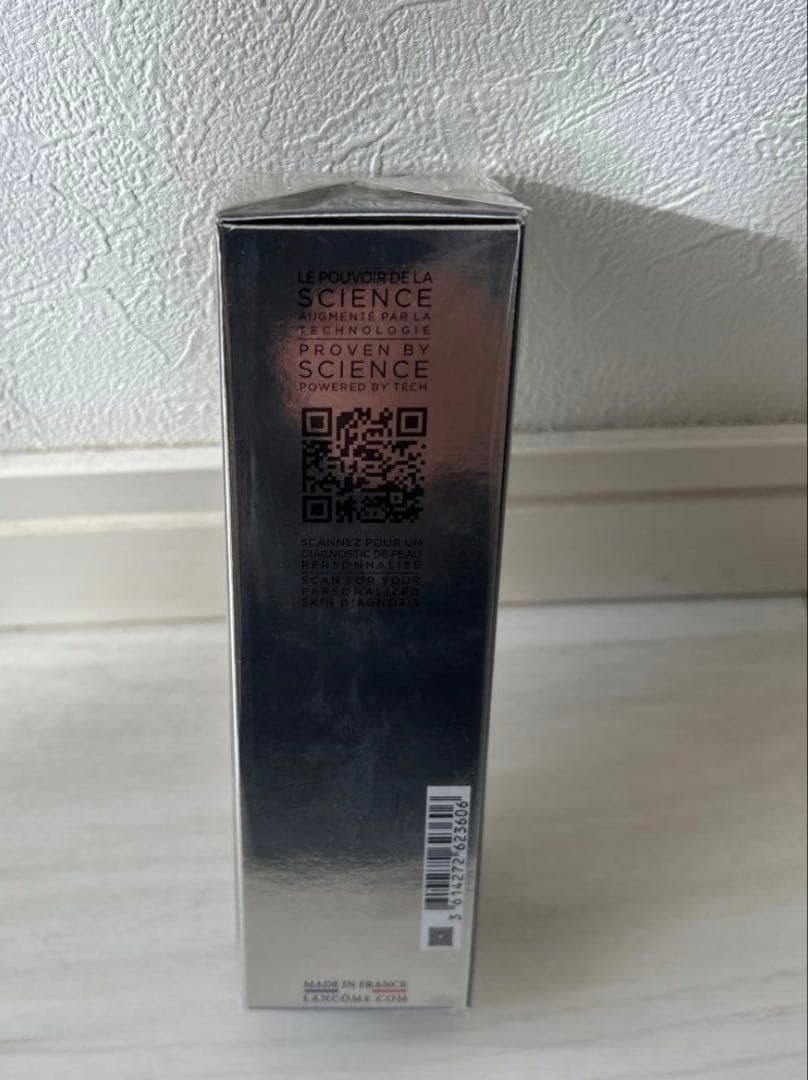 LE POUVOIR DE LA
SCIENCE
AUGMENTÉ PAR LA
TECHNOLOGIE
PROVEN BY
SCIENCE
POWERED BY TECH
SCANNEZ POUR UN
DIAGNOSTIC DE PEAU
PERSONNALISÉ
SCAN FOR YOUR
PERSONALIZED
SKIN DIAGNOSIS
3 614272 623606
MADE IN FRANCE
LANCÔME.COM